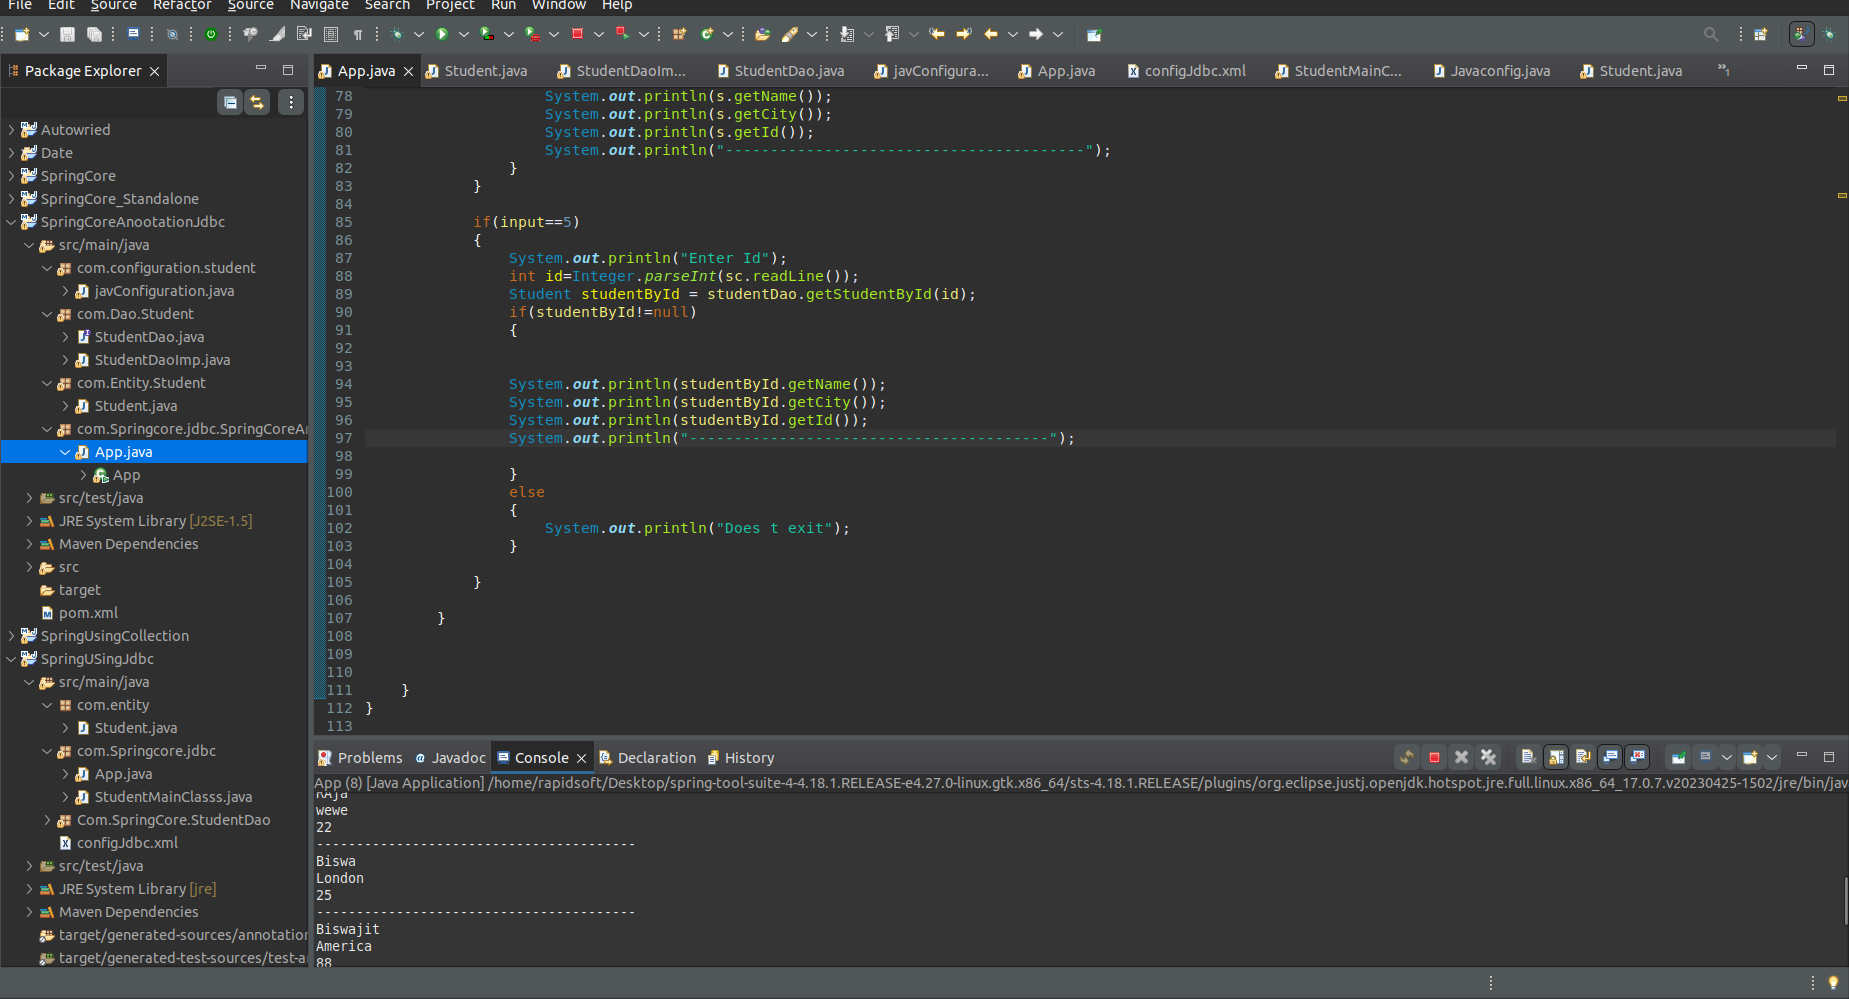 File Edit Source Refactor Source Navigate Search Project Run Window Help
Package Explorer
Autowried
Date
SpringCore
SpringCore_Standalone
SpringCoreAnootationJdbc
src/main/java
com.configuration.student
javConfiguration.java
com.Dao.Student
StudentDao.java
StudentDaoImp.java
com.Entity.Student
Student.java
com.Springcore.jdbc.SpringCoreAn
App.java
App
src/test/java
JRE System Library [J2SE-1.5]
Maven Dependencies
src
target
pom.xml
SpringUsingCollection
SpringUSingJdbc
src/main/java
com.entity
Student.java
com.Springcore.jdbc
App.java
StudentMainClasss.java
Com.SpringCore.StudentDao
configJdbc.xml
src/test/java
JRE System Library [jre]
Maven Dependencies
target/generated-sources/annotation
target/generated-test-sources/test-a
App.java Student.java StudentDaoIm... StudentDao.java javConfigura... App.java configJdbc.xml StudentMainC... Javaconfig.java Student.java »1
78 System.out.println(s.getName());
79 System.out.println(s.getCity());
80 System.out.println(s.getId());
81 System.out.println("----------------------------------------");
82 }
83 }
84
85 if(input==5)
86 {
87 System.out.println("Enter Id");
88 int id=Integer.parseInt(sc.readLine());
89 Student studentById = studentDao.getStudentById(id);
90 if(studentById!=null)
91 {
92
93
94 System.out.println(studentById.getName());
95 System.out.println(studentById.getCity());
96 System.out.println(studentById.getId());
97 System.out.println("----------------------------------------");
98
99 }
100 else
101 {
102 System.out.println("Does t exit");
103 }
104
105 }
106
107 }
108
109
110
111 }
112 }
113
Problems Javadoc Console Declaration History
App (8) [Java Application] /home/rapidsoft/Desktop/spring-tool-suite-4-4.18.1.RELEASE-e4.27.0-linux.gtk.x86_64/sts-4.18.1.RELEASE/plugins/org.eclipse.justj.openjdk.hotspot.jre.full.linux.x86_64_17.0.7.v20230425-1502/jre/bin/jav
RAja
wewe
22
----------------------------------------
Biswa
London
25
----------------------------------------
Biswajit
America
88